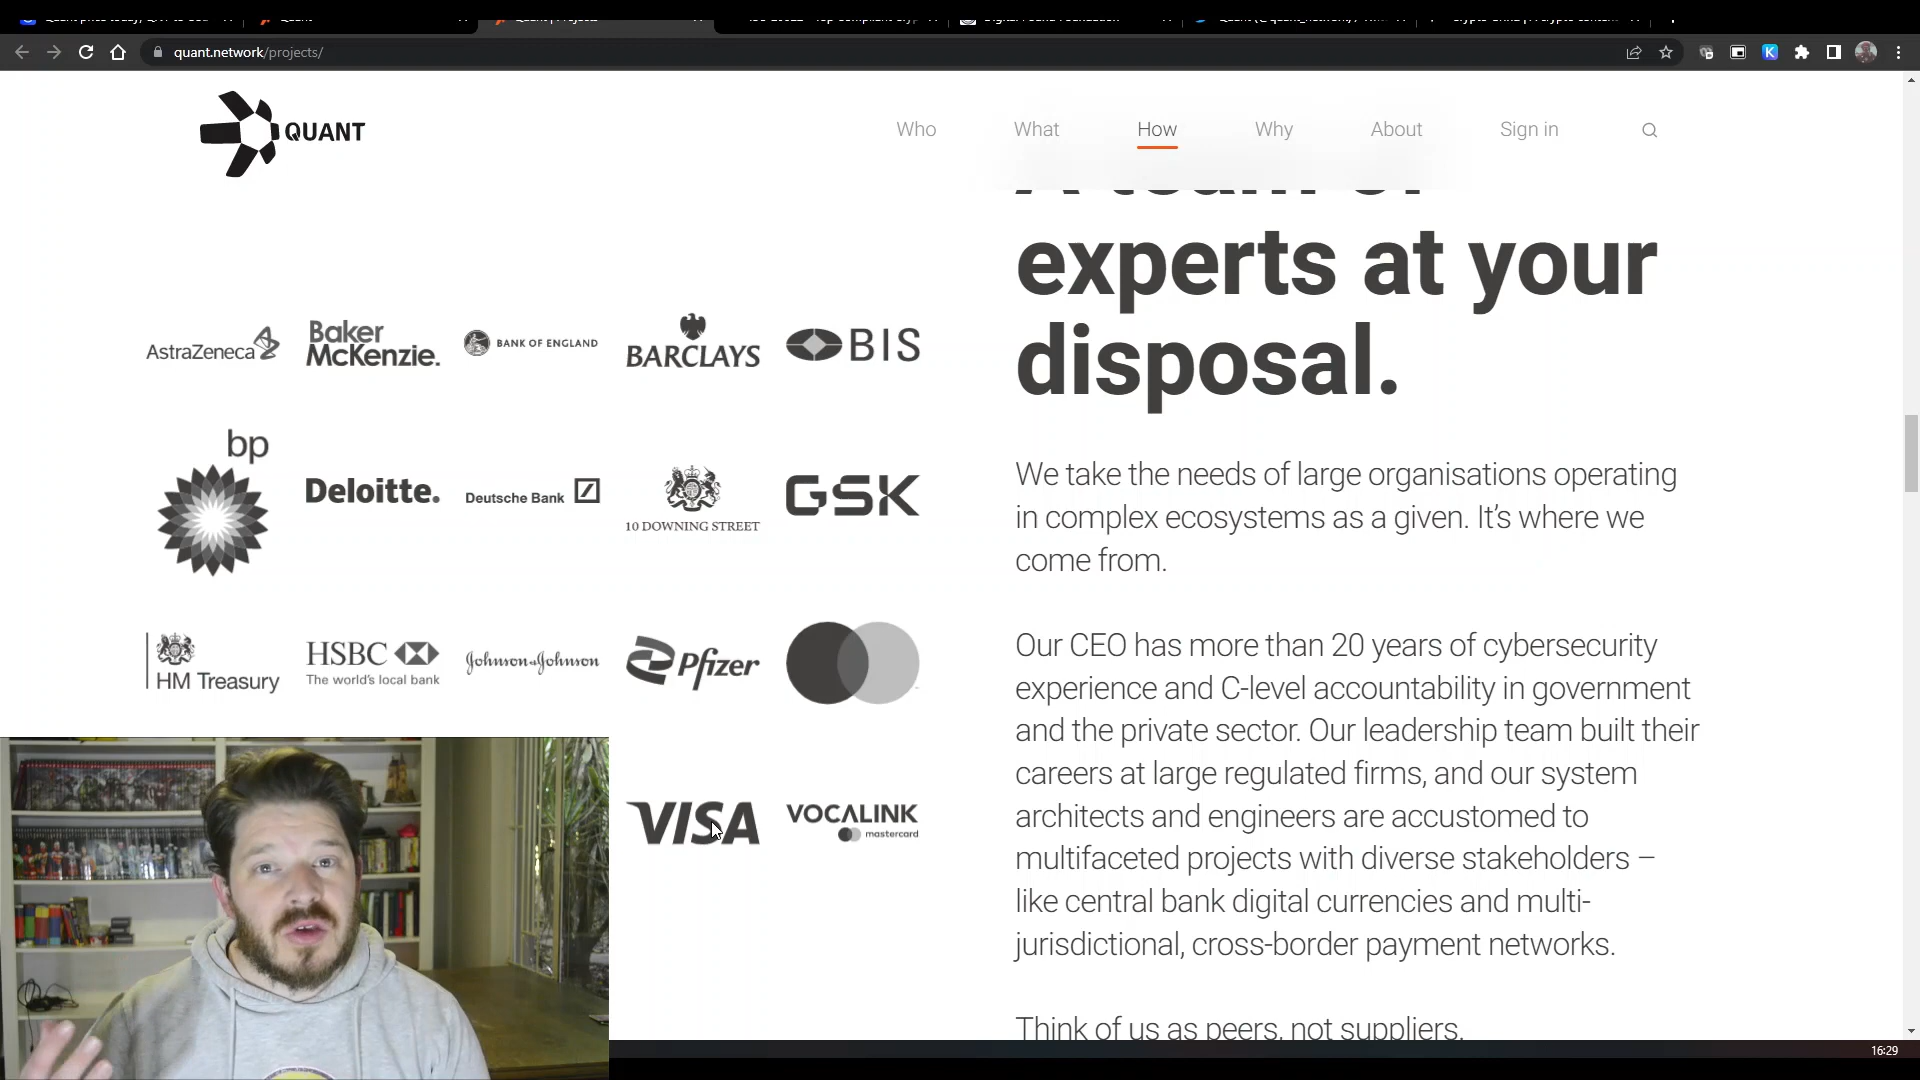 quant.network/projects/
QUANT
Who
What
How
Why
About
Sign in
experts at your
disposal.
AstraZeneca
Baker
McKenzie.
BANK OF ENGLAND
BARCLAYS
BIS
bp
Deloitte.
Deutsche Bank
10 DOWNING STREET
GSK
HM Treasury
HSBC
The world's local bank
Johnson & Johnson
Pfizer
VISA
VOCALINK
mastercard
We take the needs of large organisations operating
in complex ecosystems as a given. It's where we
come from.
Our CEO has more than 20 years of cybersecurity
experience and C-level accountability in government
and the private sector. Our leadership team built their
careers at large regulated firms, and our system
architects and engineers are accustomed to
multifaceted projects with diverse stakeholders –
like central bank digital currencies and multi-
jurisdictional, cross-border payment networks.
Think of us as peers, not suppliers.
16:29